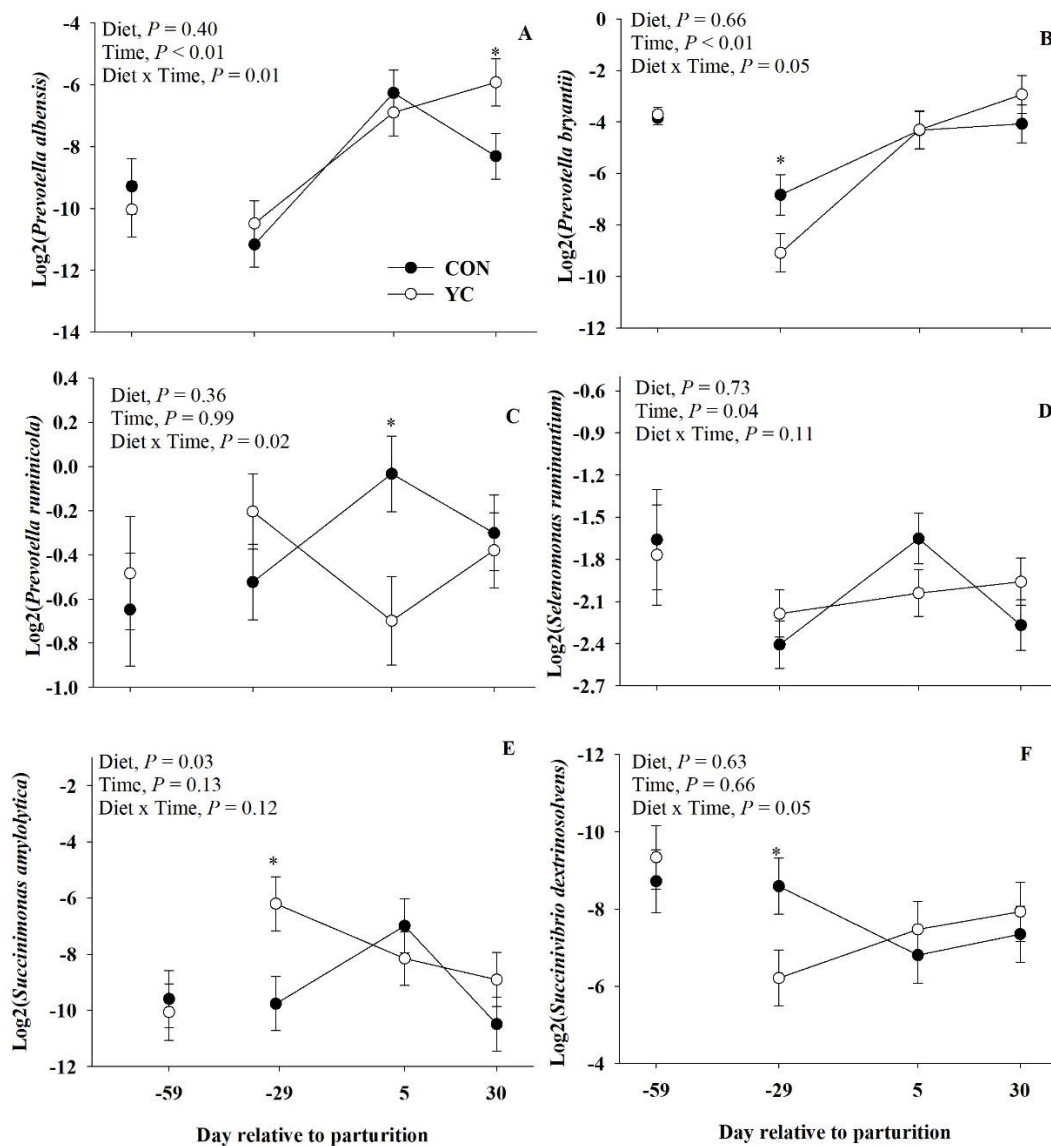 Log2(Prevotella albensis)
Diet, P = 0.40
Time, P < 0.01
Diet x Time, P = 0.01
A
*
-4
-6
-8
-10
-12
-14
CON
YC
Log2(Prevotella bryantii)
Diet, P = 0.66
Time, P < 0.01
Diet x Time, P = 0.05
B
*
0
-2
-4
-6
-8
-10
-12
Log2(Prevotella ruminicola)
Diet, P = 0.36
Time, P = 0.99
Diet x Time, P = 0.02
C
*
0.4
0.2
0.0
-0.2
-0.4
-0.6
-0.8
-1.0
Log2(Selenomonas ruminantium)
Diet, P = 0.73
Time, P = 0.04
Diet x Time, P = 0.11
D
-0.6
-0.9
-1.2
-1.5
-1.8
-2.1
-2.4
-2.7
Log2(Succinimonas amylolytica)
Diet, P = 0.03
Time, P = 0.13
Diet x Time, P = 0.12
E
*
-2
-4
-6
-8
-10
-12
-59 -29 5 30
Day relative to parturition
Log2(Succinivibrio dextrinosolvens)
Diet, P = 0.63
Time, P = 0.66
Diet x Time, P = 0.05
F
*
-12
-10
-8
-6
-4
-59 -29 5 30
Day relative to parturition